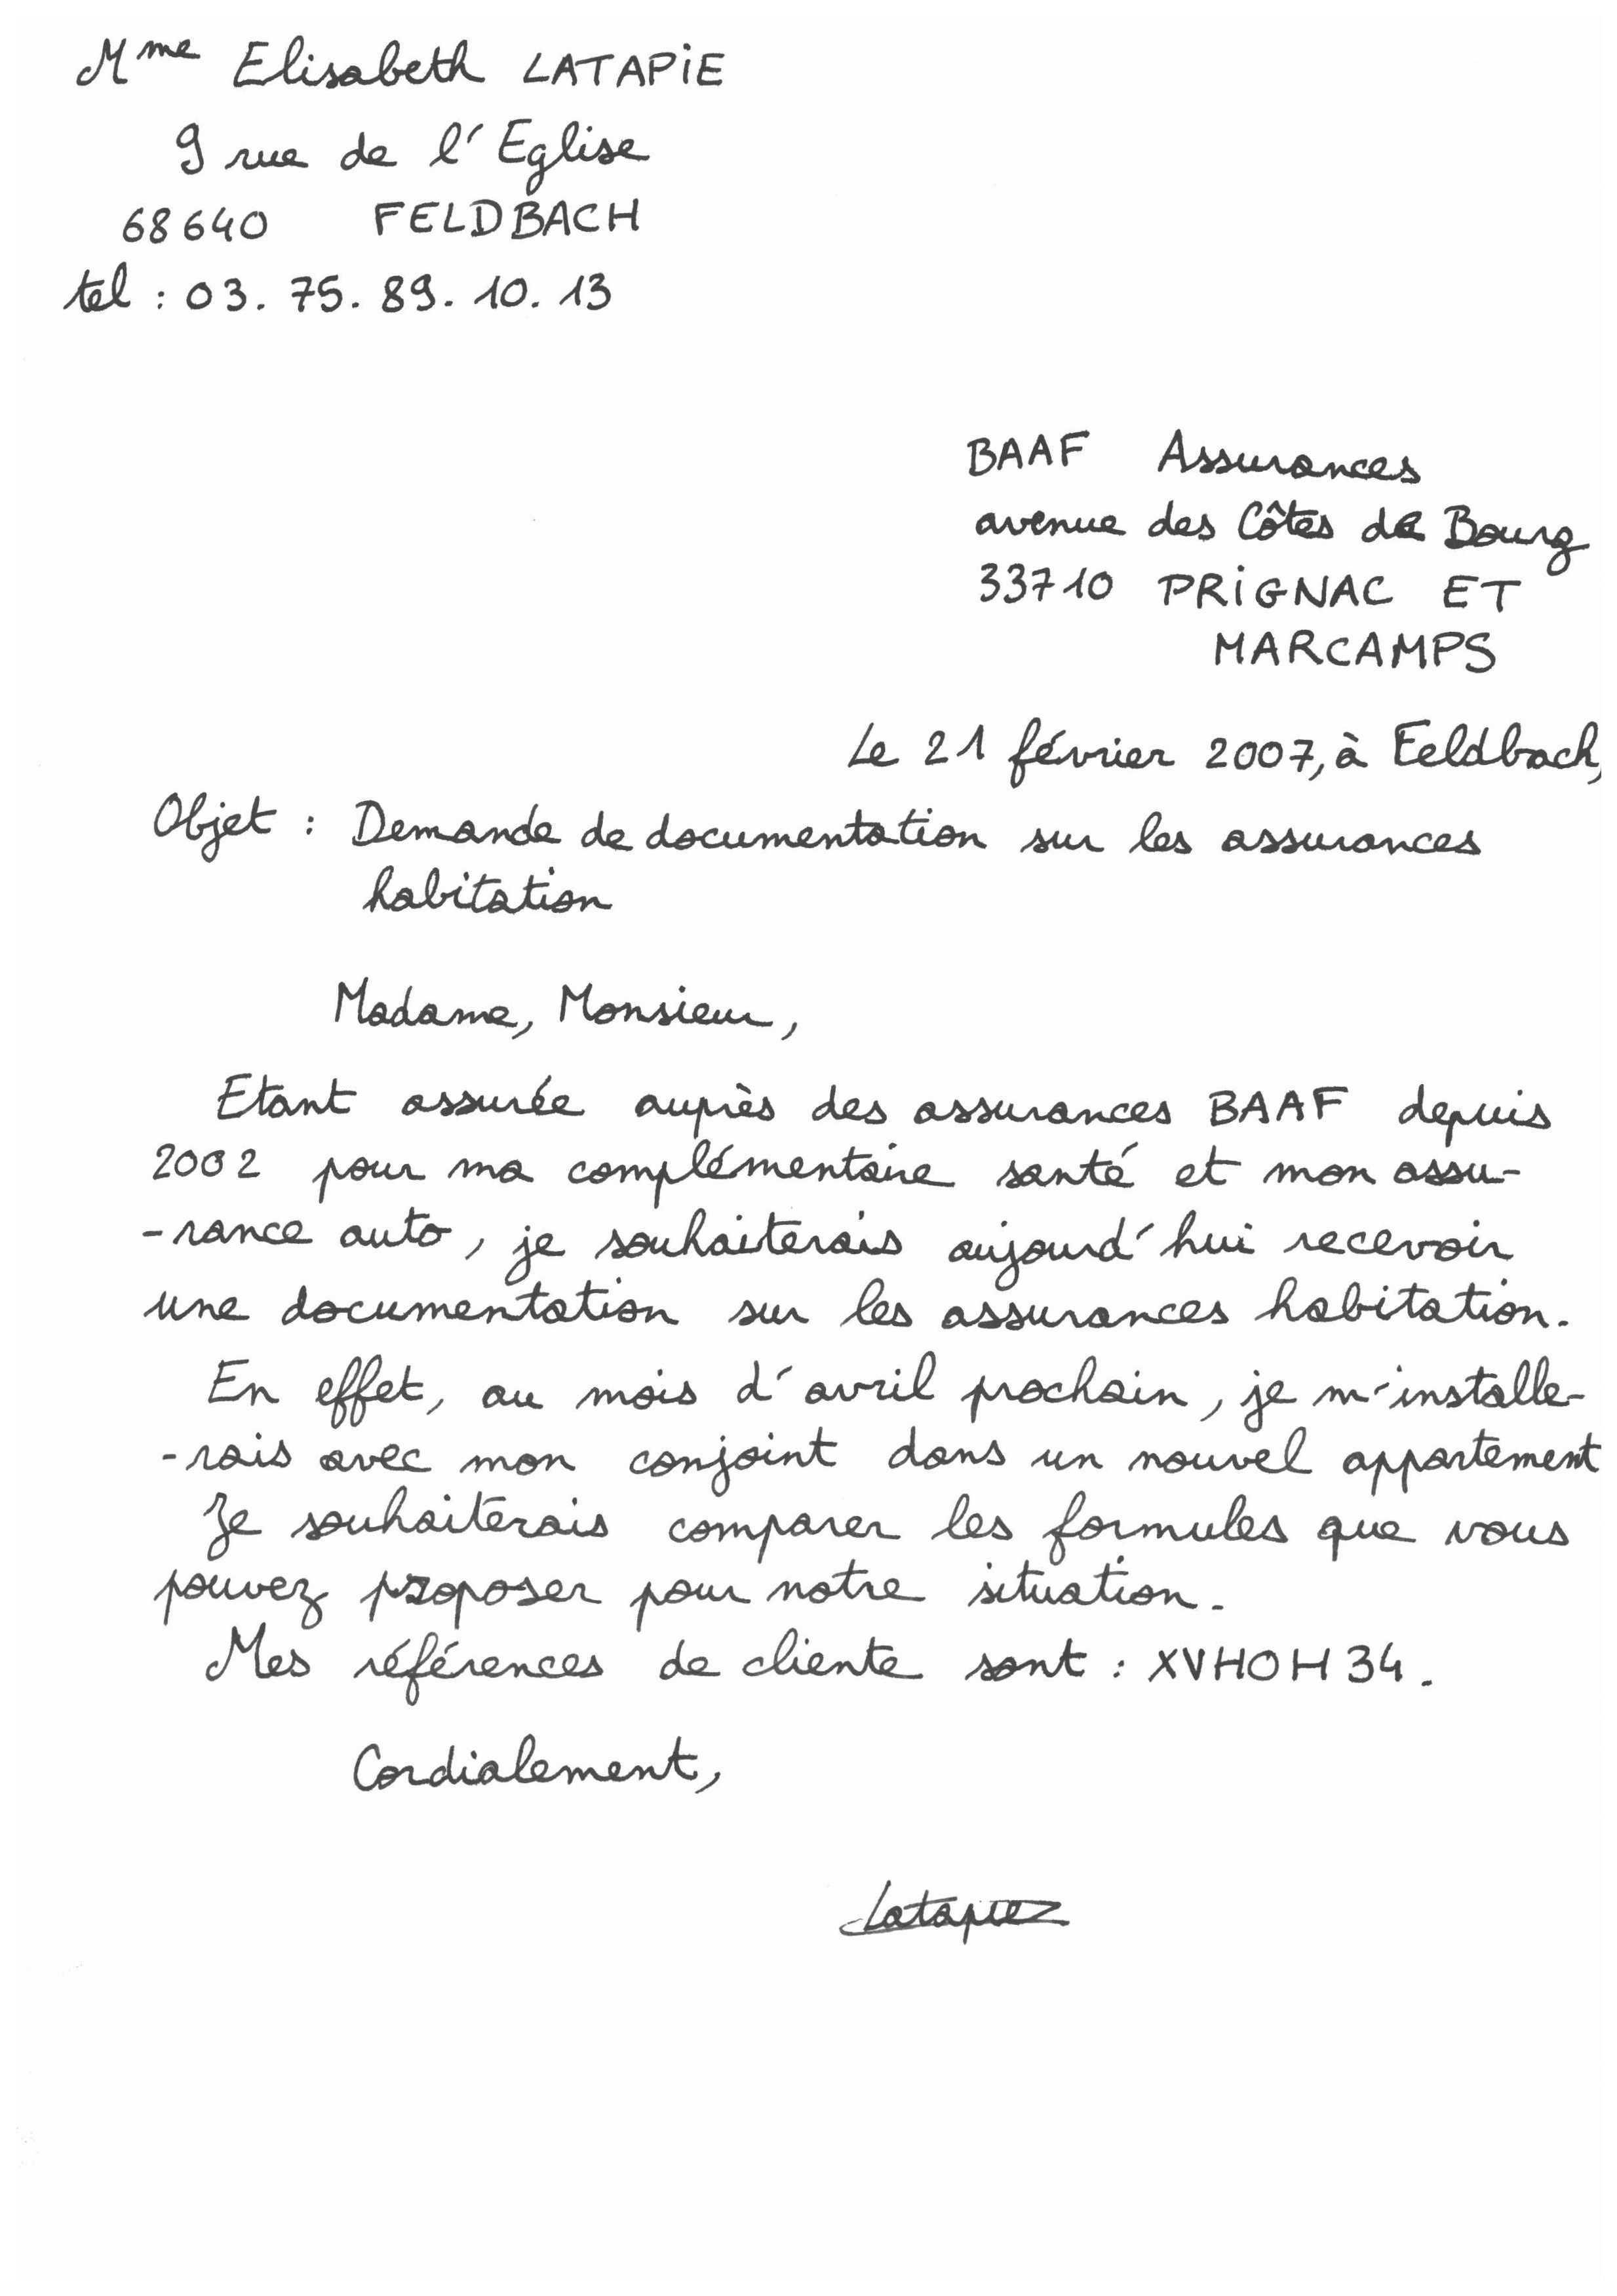 Mme Elisabeth LATAPIE
9 rue de l'Eglise
68640 FELDBACH
tel : 03. 75. 89. 10. 13
BAAF Assurances
avenue des Côtes de Bourg
33710 PRIGNAC ET
MARCAMPS
Le 21 février 2007, à Feldbach,
Objet : Demande de documentation sur les assurances
habitation
Madame, Monsieur,
Etant assurée auprès des assurances BAAF depuis
2002 pour ma complémentaire santé et mon assu-
-rance auto, je souhaiterais aujourd'hui recevoir
une documentation sur les assurances habitation.
En effet, au mois d'avril prochain, je m'installe-
-rais avec mon conjoint dans un nouvel appartement
Je souhaiterais comparer les formules que vous
pouvez proposer pour notre situation.
Mes références de cliente sont : XVHOH34.
Cordialement,
Latapie